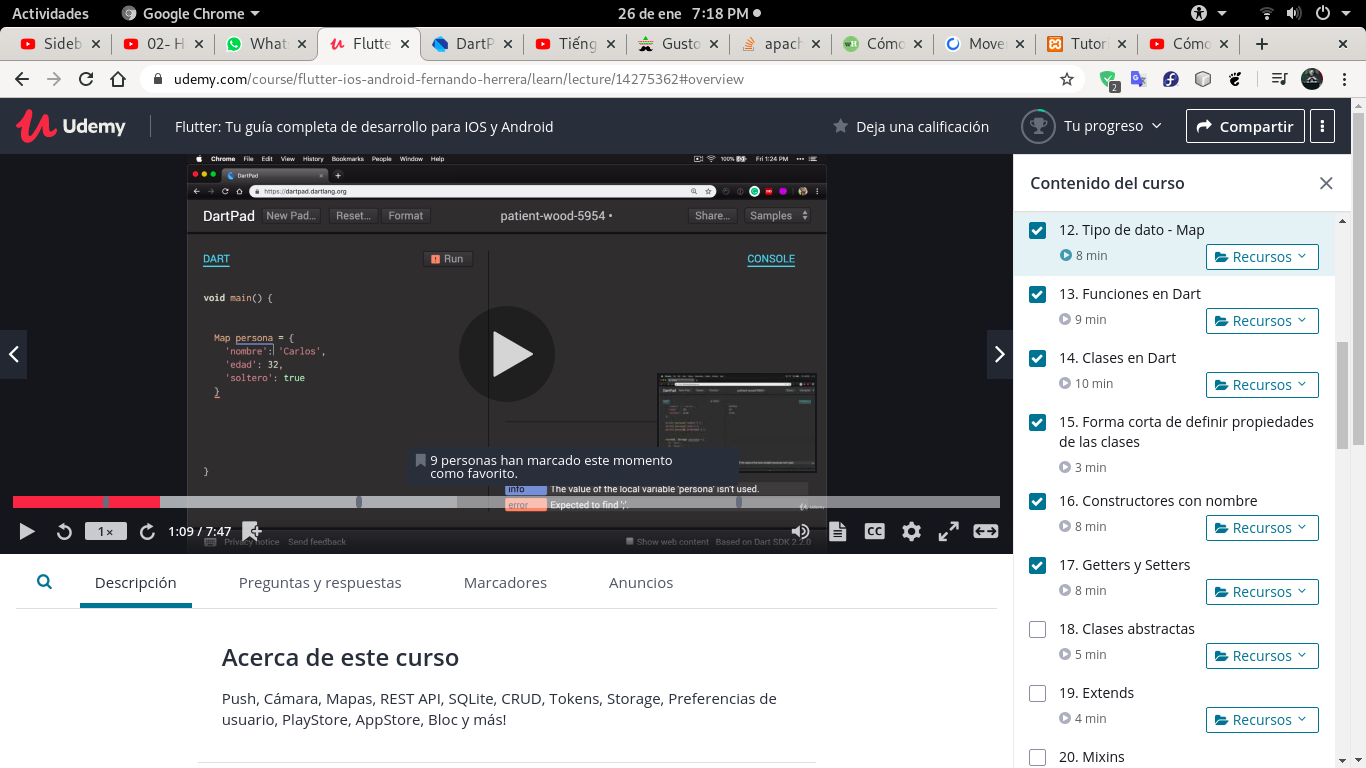 Actividades Google Chrome 26 de ene 7:18 PM
Sideb 02- H Whats Flutte DartP Tiếng Gusto apach Cómo Move Tutori Cómo
udemy.com/course/flutter-ios-android-fernando-herrera/learn/lecture/14275362#overview
2
Udemy Flutter: Tu guía completa de desarrollo para IOS y Android Deja una calificación Tu progreso Compartir
Chrome File Edit View History Bookmarks People Window Help 100% Fri 1:24 PM
DartPad
https://dartpad.dartlang.org
DartPad New Pad... Reset... Format patient-wood-5954 • Share... Samples
DART Run CONSOLE
void main() {
Map persona = {
'nombre': 'Carlos',
'edad': 32,
'soltero': true
}
}
9 personas han marcado este momento
como favorito.
info The value of the local variable 'persona' isn't used.
error Expected to find ';'.
1x 1:09 / 7:47 CC
Privacy notice Send feedback Show web content Based on Dart SDK 2.2.0
Descripción Preguntas y respuestas Marcadores Anuncios
Acerca de este curso
Push, Cámara, Mapas, REST API, SQLite, CRUD, Tokens, Storage, Preferencias de
usuario, PlayStore, AppStore, Bloc y más!
Contenido del curso
12. Tipo de dato - Map
8 min Recursos
13. Funciones en Dart
9 min Recursos
14. Clases en Dart
10 min Recursos
15. Forma corta de definir propiedades
de las clases
3 min
16. Constructores con nombre
8 min Recursos
17. Getters y Setters
8 min Recursos
18. Clases abstractas
5 min Recursos
19. Extends
4 min Recursos
20. Mixins